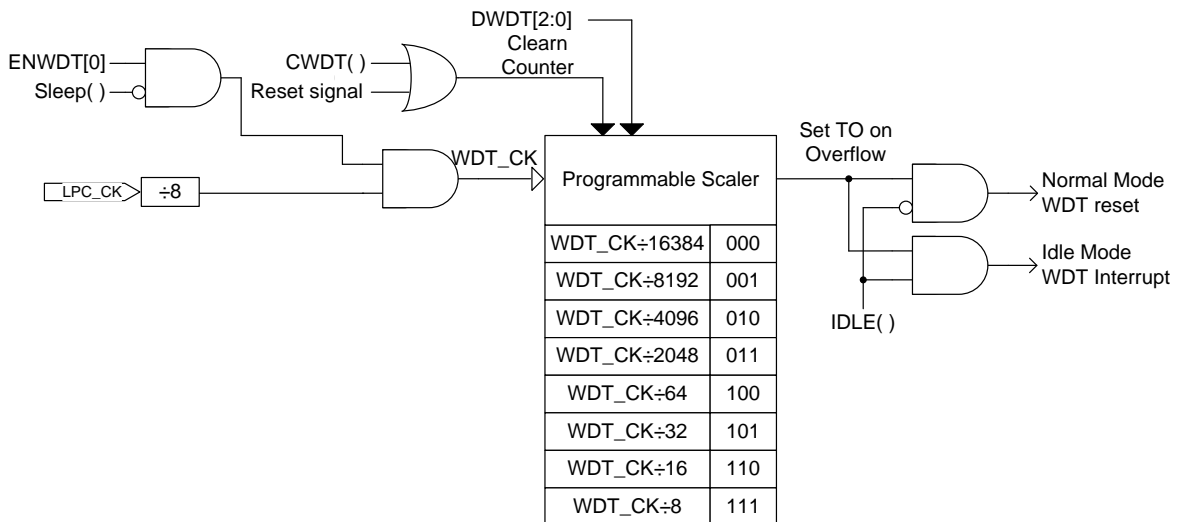 DWDT[2:0]
Clearn
Counter
ENWDT[0]
Sleep( )
CWDT( )
Reset signal
LPC_CK
÷8
WDT_CK
Programmable Scaler
Set TO on
Overflow
Normal Mode
WDT reset
Idle Mode
WDT Interrupt
IDLE( )
WDT_CK÷16384 000
WDT_CK÷8192 001
WDT_CK÷4096 010
WDT_CK÷2048 011
WDT_CK÷64 100
WDT_CK÷32 101
WDT_CK÷16 110
WDT_CK÷8 111